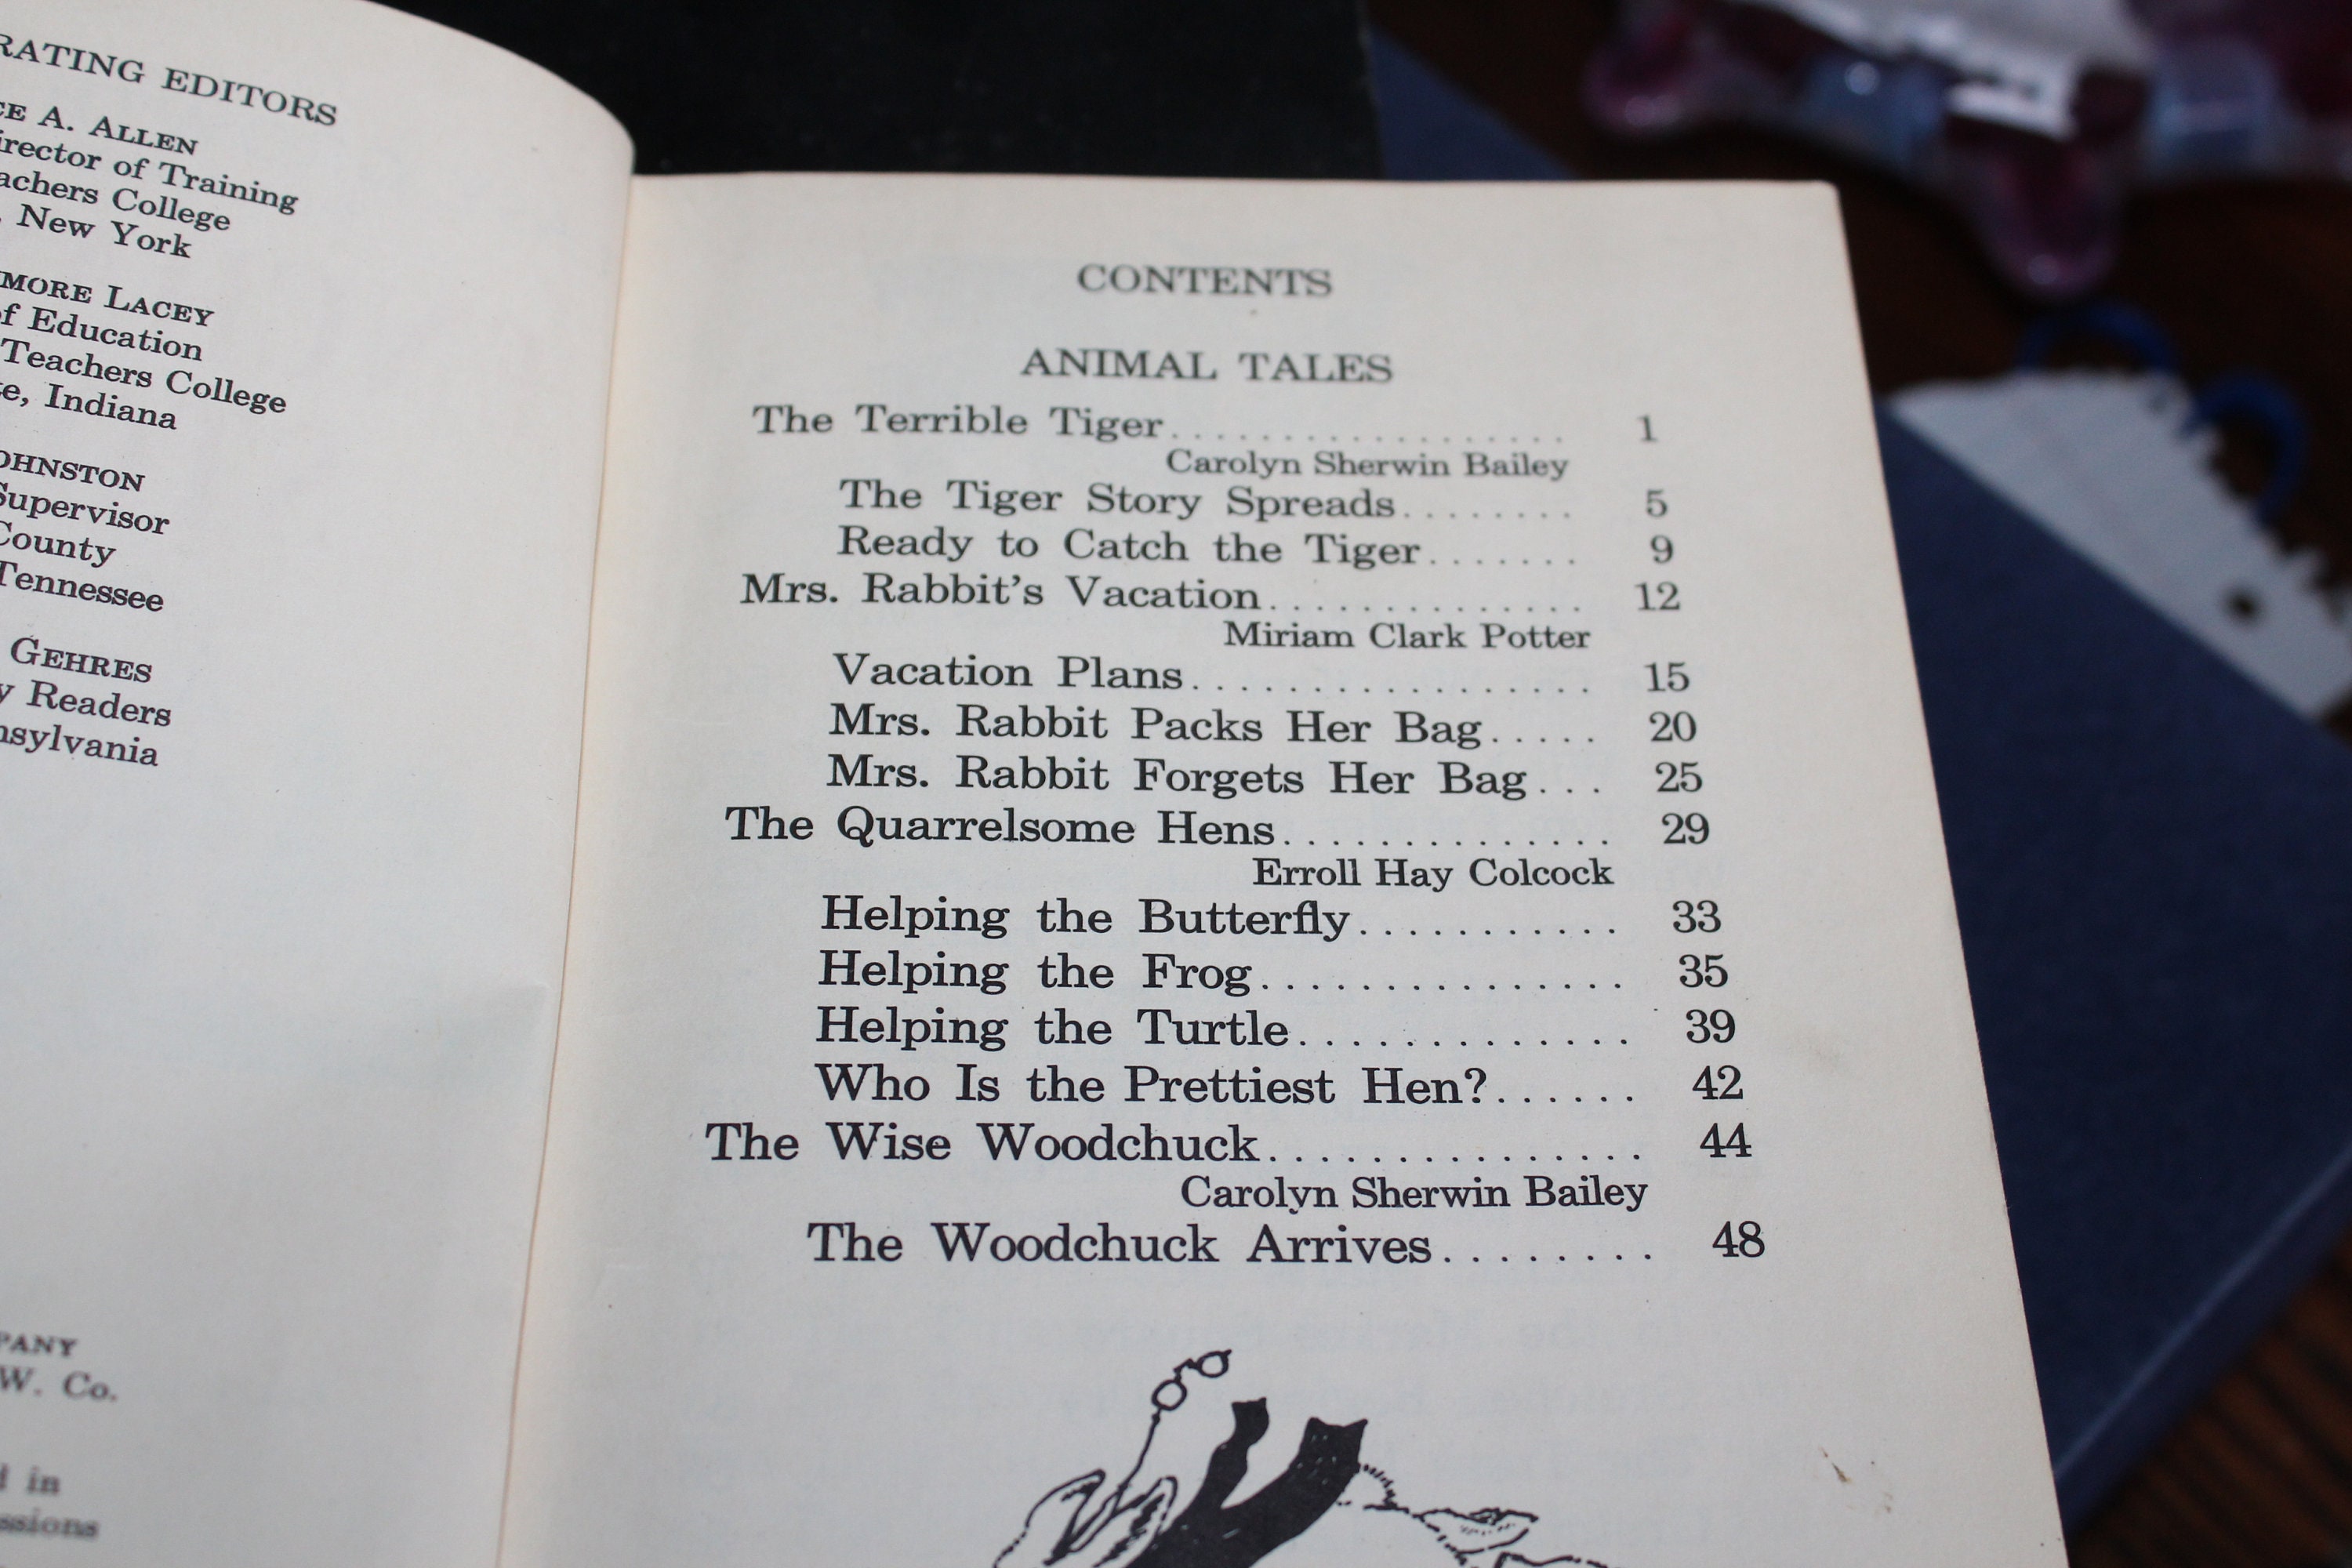 RATING EDITORS
CE A. ALLEN
irector of Training
achers College
, New York
MORE LACEY
of Education
Teachers College
e, Indiana
OHNSTON
Supervisor
County
Tennessee
GEHRES
y Readers
nsylvania
PANY
W. Co.
d in
ssions
CONTENTS
ANIMAL TALES
The Terrible Tiger.................. 1
Carolyn Sherwin Bailey
The Tiger Story Spreads........ 5
Ready to Catch the Tiger....... 9
Mrs. Rabbit's Vacation.............. 12
Miriam Clark Potter
Vacation Plans.................. 15
Mrs. Rabbit Packs Her Bag..... 20
Mrs. Rabbit Forgets Her Bag... 25
The Quarrelsome Hens.............. 29
Erroll Hay Colcock
Helping the Butterfly........... 33
Helping the Frog............... 35
Helping the Turtle............. 39
Who Is the Prettiest Hen?...... 42
The Wise Woodchuck............... 44
Carolyn Sherwin Bailey
The Woodchuck Arrives........ 48